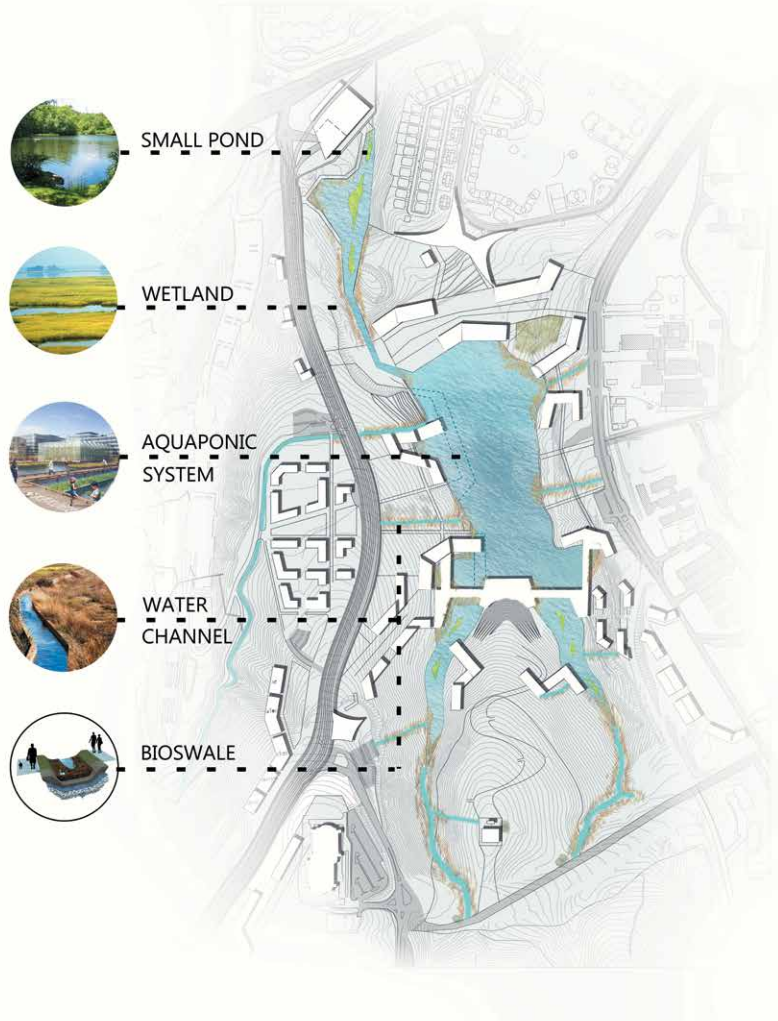 SMALL POND
WETLAND
AQUAPONIC
SYSTEM
WATER
CHANNEL
BIOSWALE